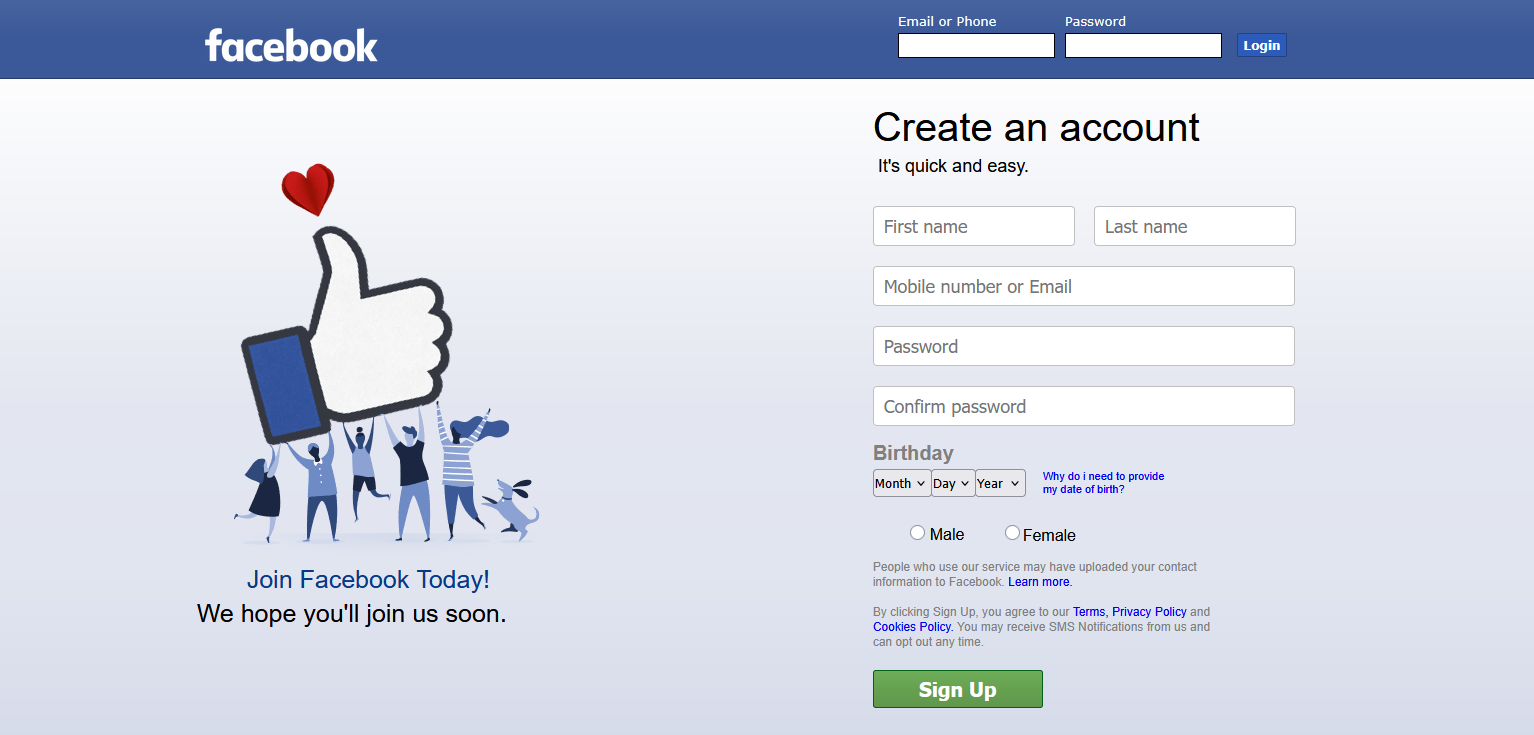 facebook
Email or Phone
Password
Login
Create an account
It's quick and easy.
First name
Last name
Mobile number or Email
Password
Confirm password
Birthday
Month
Day
Year
Why do i need to provide
my date of birth?
Male
Female
People who use our service may have uploaded your contact
information to Facebook. Learn more.
By clicking Sign Up, you agree to our Terms, Privacy Policy and
Cookies Policy. You may receive SMS Notifications from us and
can opt out any time.
Sign Up
Join Facebook Today!
We hope you'll join us soon.